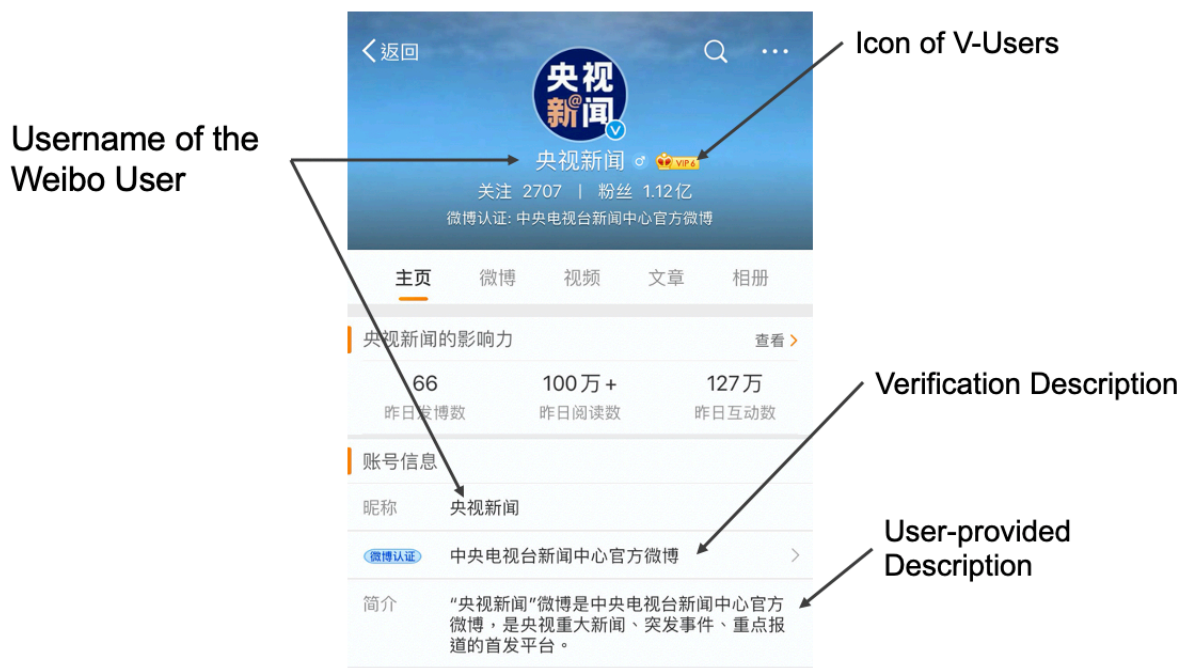 Icon of V-Users
返回
央视
新@闻
V
Username of the
Weibo User
央视新闻
VIP 6
关注 2707 | 粉丝 1.12亿
微博认证: 中央电视台新闻中心官方微博
主页 微博 视频 文章 相册
央视新闻的影响力 查看
66 100万+ 127万
昨日发博数 昨日阅读数 昨日互动数
Verification Description
账号信息
昵称 央视新闻
微博认证 中央电视台新闻中心官方微博
User-provided
Description
简介 “央视新闻”微博是中央电视台新闻中心官方
微博，是央视重大新闻、突发事件、重点报
道的首发平台。